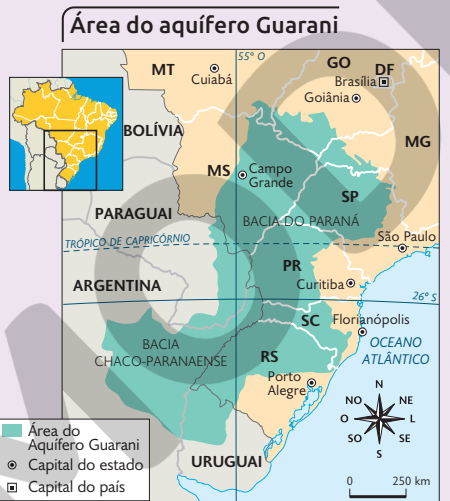 Área do aquífero Guarani
55° O
MT
Cuiabá
GO
DF
Brasília
Goiânia
BOLÍVIA
MG
MS
Campo
Grande
SP
PARAGUAI
BACIA DO PARANÁ
TRÓPICO DE CAPRICÓRNIO
São Paulo
PR
ARGENTINA
Curitiba
26° S
SC
Florianópolis
BACIA
CHACO-PARANAENSE
OCEANO
ATLÂNTICO
RS
Porto
Alegre
N
NO
NE
O
L
SO
SE
S
URUGUAI
Área do
Aquífero Guarani
Capital do estado
Capital do país
0
250 km